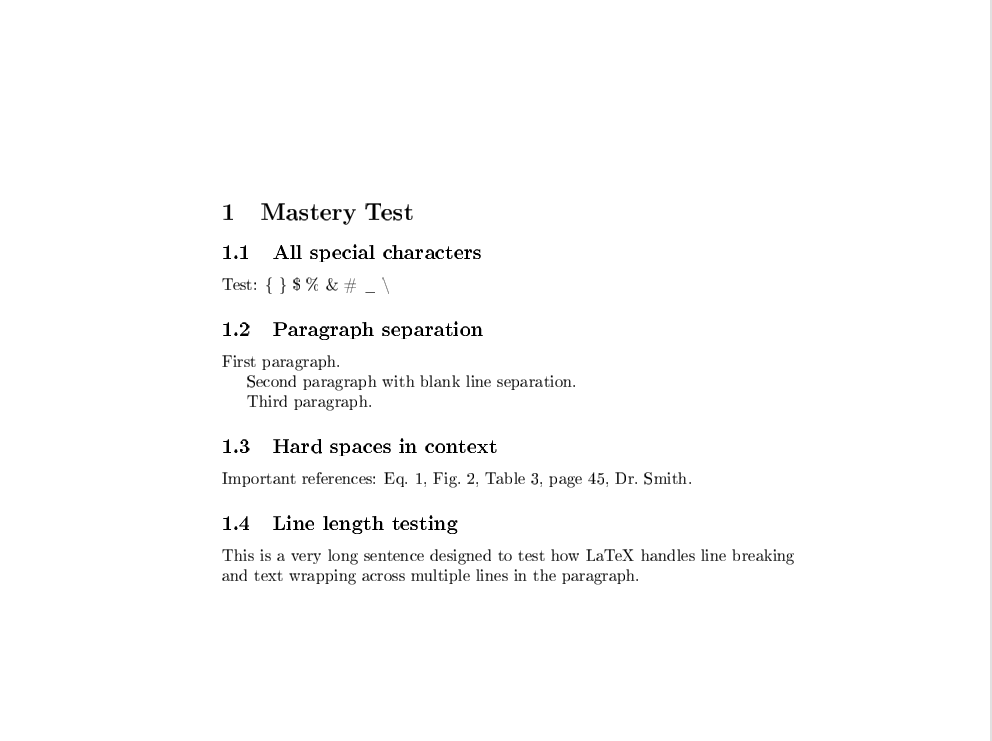 1 Mastery Test
1.1 All special characters
Test: { } $ % & # _ \
1.2 Paragraph separation
First paragraph.
Second paragraph with blank line separation.
Third paragraph.
1.3 Hard spaces in context
Important references: Eq. 1, Fig. 2, Table 3, page 45, Dr. Smith.
1.4 Line length testing
This is a very long sentence designed to test how LaTeX handles line breaking
and text wrapping across multiple lines in the paragraph.